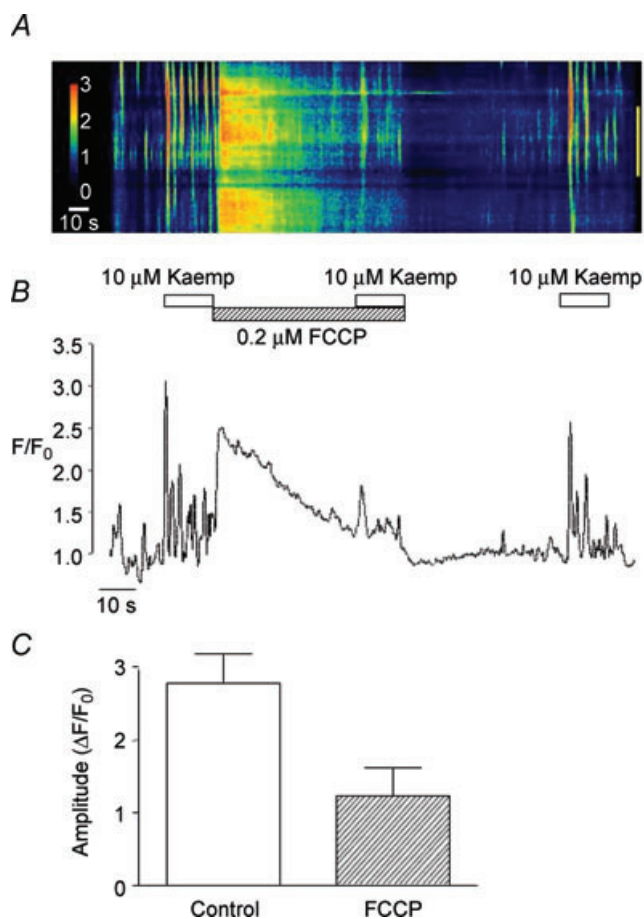 A
3
2
1
0
10 s
B
10 μM Kaemp 10 μM Kaemp 10 μM Kaemp
0.2 μM FCCP
3.5
3.0
2.5
F/F0
2.0
1.5
1.0
10 s
C
3
2
1
0
Amplitude (ΔF/F0)
Control FCCP